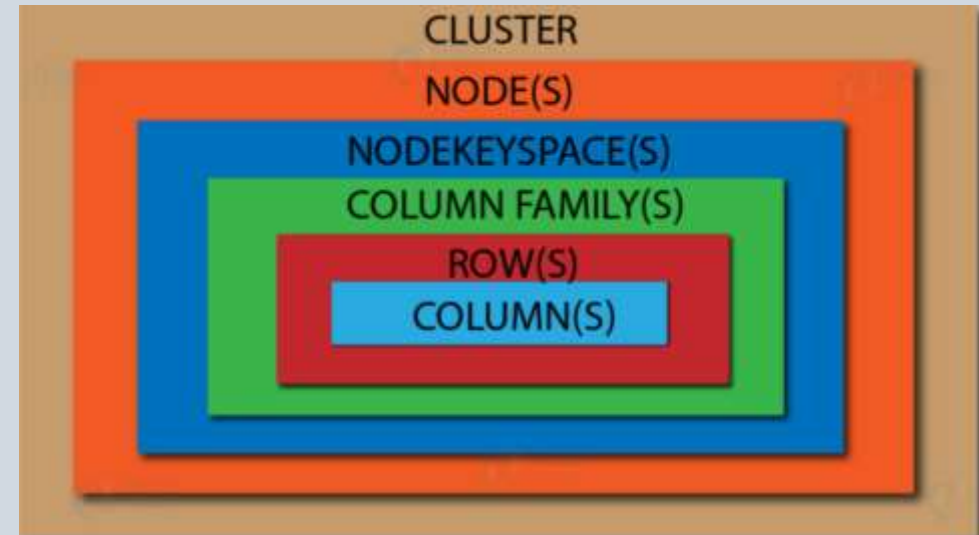 CLUSTER
NODE(S)
NODEKEYSPACE(S)
COLUMN FAMILY(S)
ROW(S)
COLUMN(S)